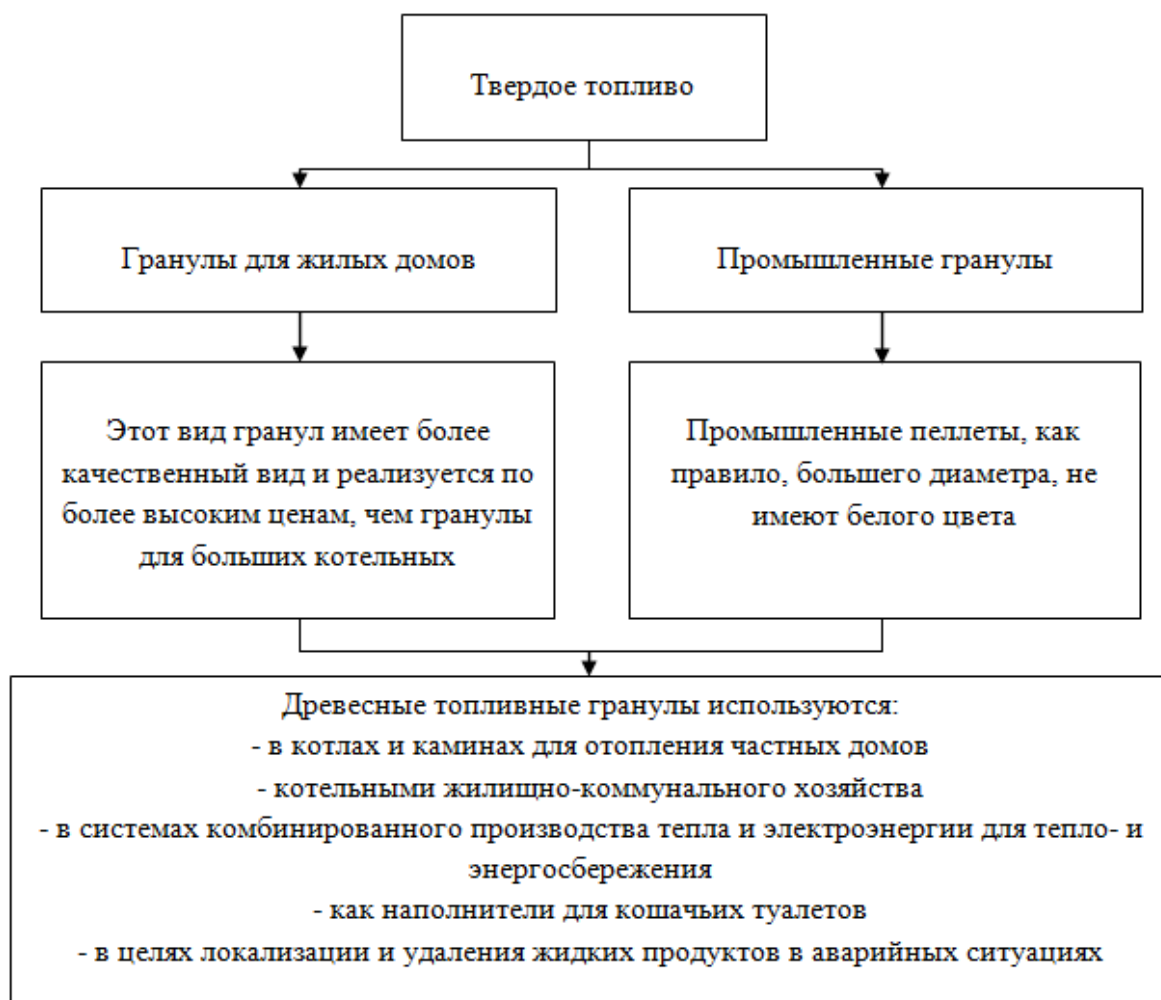 Твердое топливо
Гранулы для жилых домов
Промышленные гранулы
Этот вид гранул имеет более
качественный вид и реализуется по
более высоким ценам, чем гранулы
для больших котельных
Промышленные пеллеты, как
правило, большего диаметра, не
имеют белого цвета
Древесные топливные гранулы используются:
- в котлах и каминах для отопления частных домов
- котельными жилищно-коммунального хозяйства
- в системах комбинированного производства тепла и электроэнергии для тепло- и
энергосбережения
- как наполнители для кошачьих туалетов
- в целях локализации и удаления жидких продуктов в аварийных ситуациях